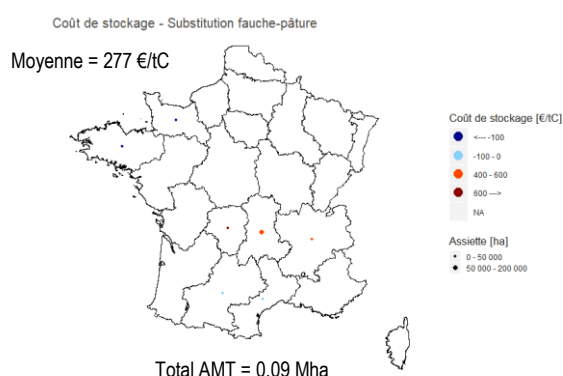 Coût de stockage - Substitution fauche-pâture
Moyenne = 277 €/tC
Coût de stockage [€/tC]
<--- -100
-100 - 0
400 - 600
600 --->
NA
Assiette [ha]
0 - 50 000
50 000 - 200 000
Total AMT = 0.09 Mha